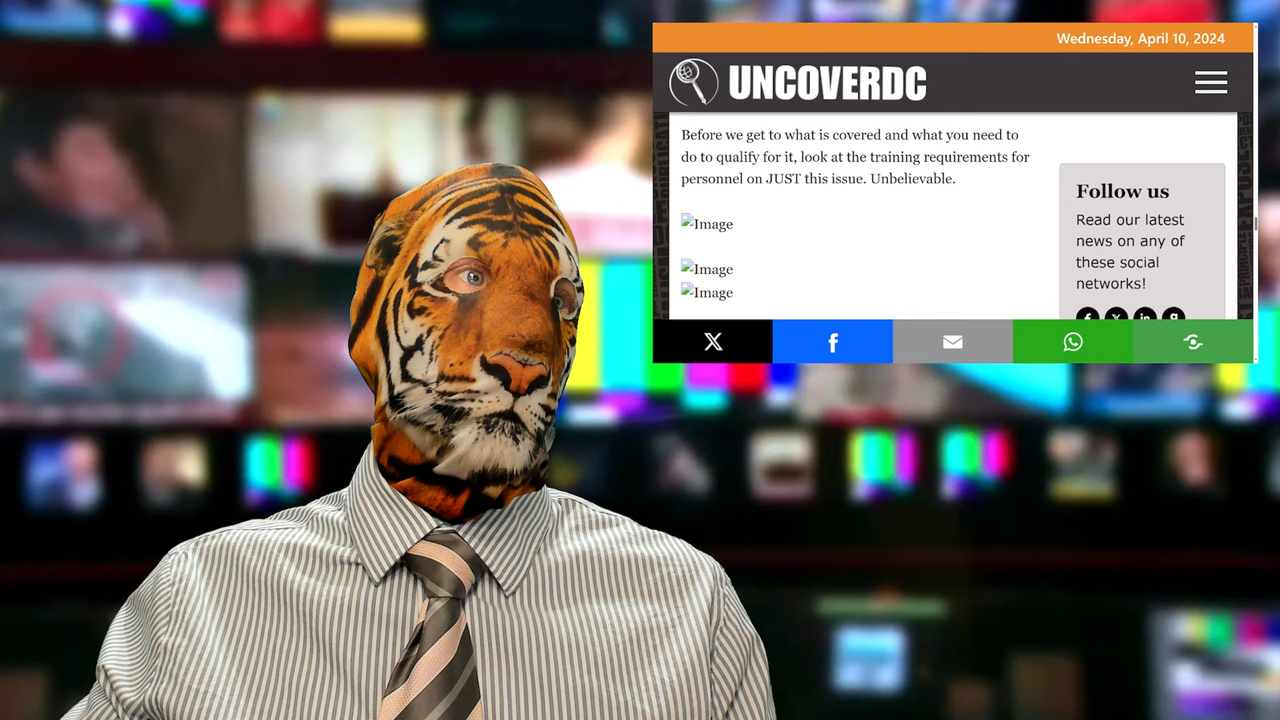 Wednesday, April 10, 2024
UNCOVERDC
Before we get to what is covered and what you need to
do to qualify for it, look at the training requirements for
personnel on JUST this issue. Unbelievable.
Image
Image
Image
Follow us
Read our latest
news on any of
these social
networks!